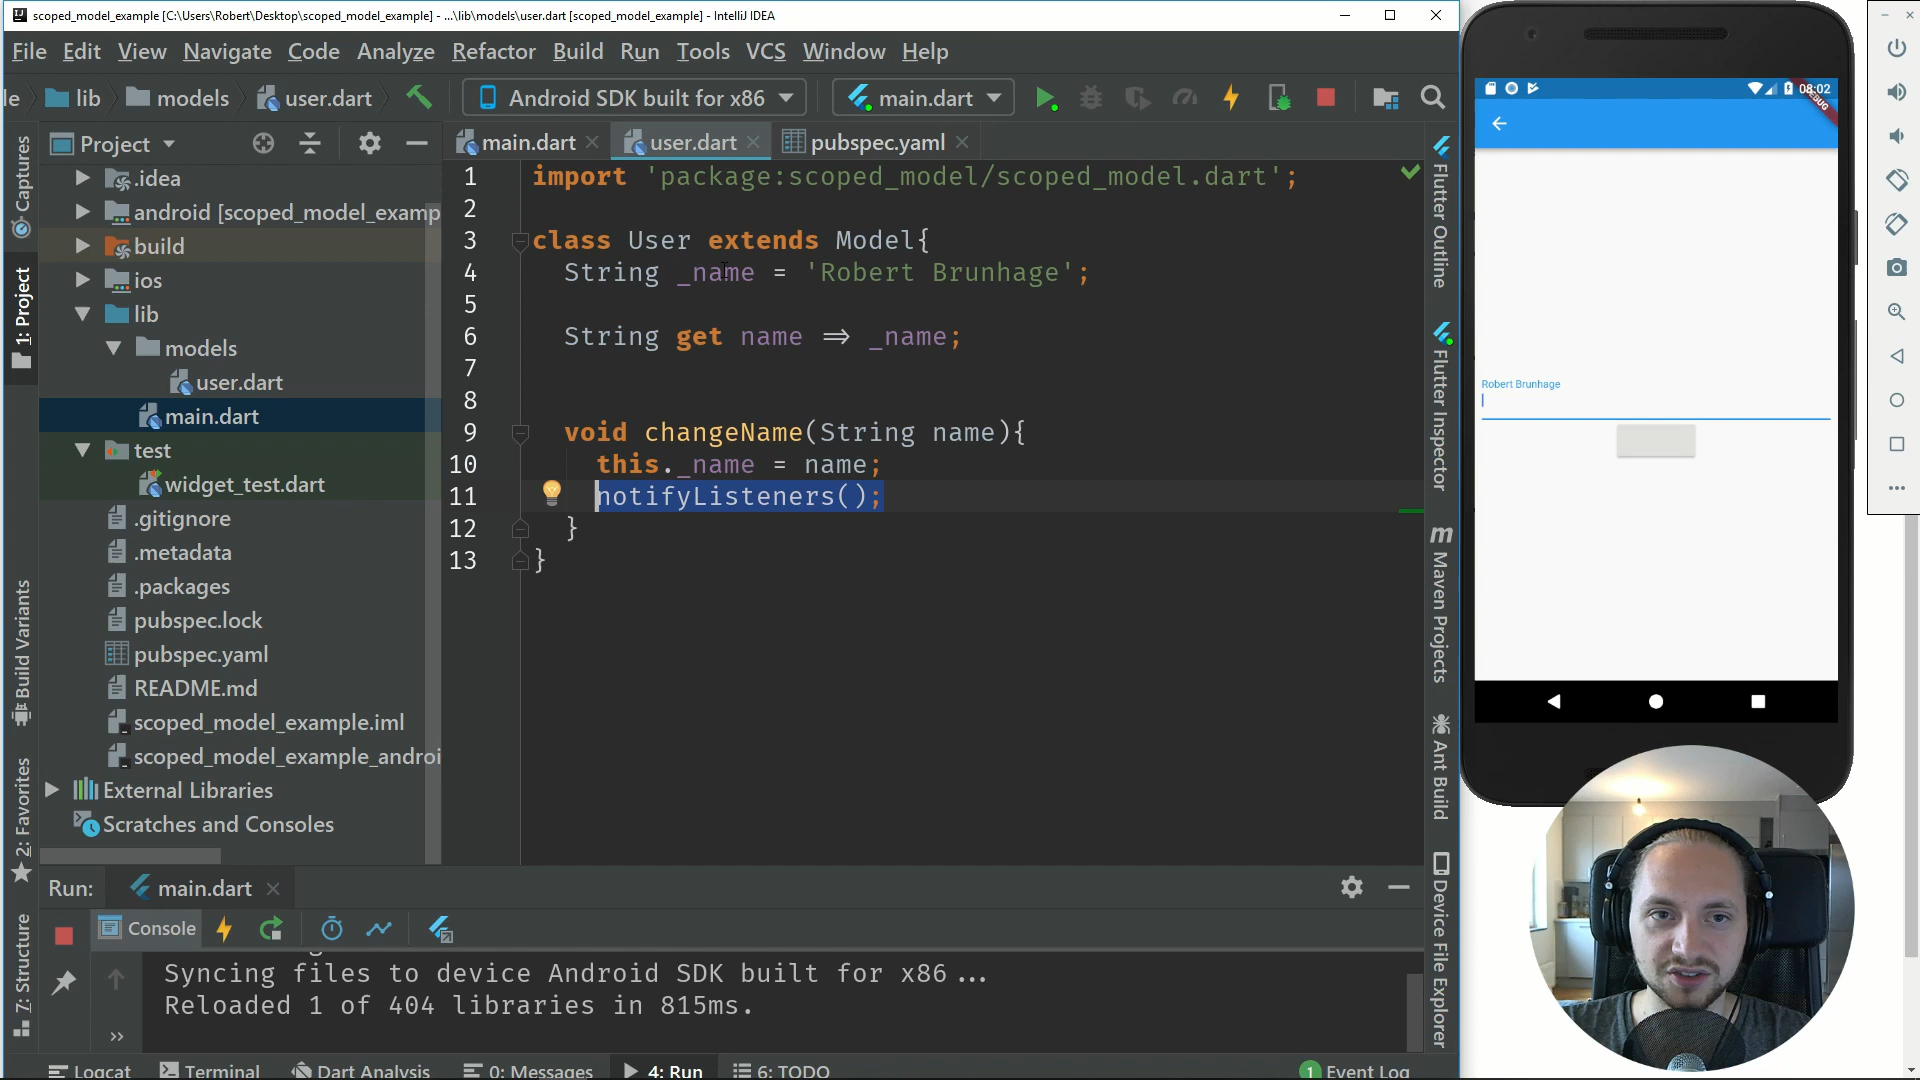 scoped_model_example [C:\Users\Robert\Desktop\scoped_model_example] - ...\lib\models\user.dart [scoped_model_example] - IntelliJ IDEA
File Edit View Navigate Code Analyze Refactor Build Run Tools VCS Window Help
le lib models user.dart Android SDK built for x86 main.dart
Project main.dart user.dart pubspec.yaml
.idea
android [scoped_model_examp
build
ios
lib
models
user.dart
main.dart
test
widget_test.dart
.gitignore
.metadata
.packages
pubspec.lock
pubspec.yaml
README.md
scoped_model_example.iml
scoped_model_example_androi
External Libraries
Scratches and Consoles
1 import 'package:scoped_model/scoped_model.dart';
2
3 class User extends Model{
4 String _name = 'Robert Brunhage';
5
6 String get name => _name;
7
8
9 void changeName(String name){
10 this._name = name;
11 notifyListeners();
12 }
13 }
Captures
1: Project
Build Variants
2: Favorites
7: Structure
Flutter Outline
Flutter Inspector
m Maven Projects
Ant Build
Device File Explorer
Run: main.dart
Console
Syncing files to device Android SDK built for x86...
Reloaded 1 of 404 libraries in 815ms.
Logcat Terminal Dart Analysis 0: Messages 4: Run 6: TODO 1 Event Log
08:02
DEBUG
Robert Brunhage